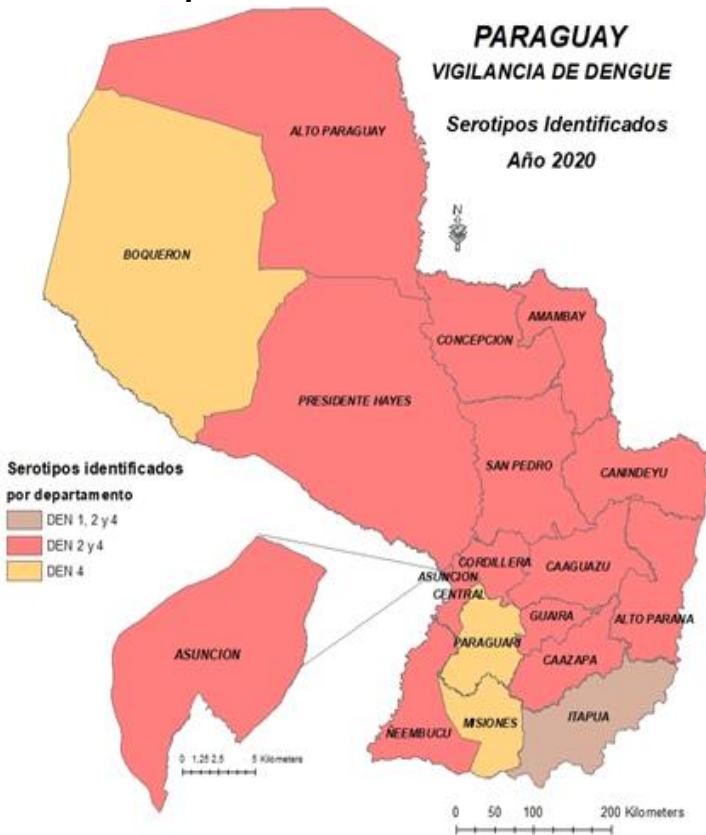 PARAGUAY
VIGILANCIA DE DENGUE
Serotipos Identificados
Año 2020
N
ALTO PARAGUAY
BOQUERON
AMAMBAY
CONCEPCION
PRESIDENTE HAYES
SAN PEDRO
CANINDEYU
Serotipos identificados
por departamento
DEN 1, 2 y 4
DEN 2 y 4
DEN 4
CORDILLERA
CAAGUAZU
ASUNCION
CENTRAL
GUAIRA
ALTO PARANA
PARAGUARI
CAAZAPA
ASUNCION
MISIONES
ITAPUA
ÑEEMBUCU
0 1,25 2,5 5 Kilometers
0 50 100 200 Kilometers